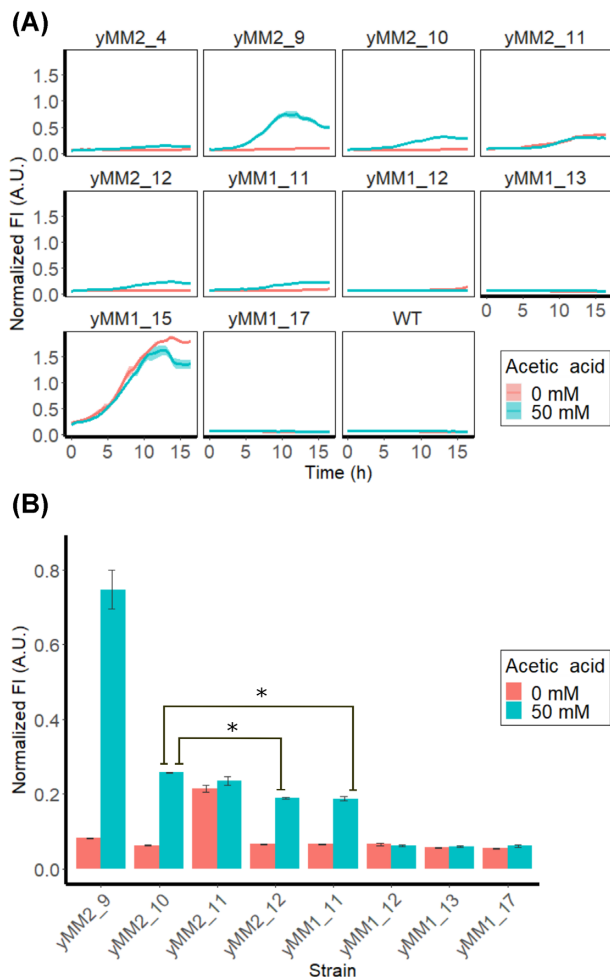 (A)
yMM2_4 yMM2_9 yMM2_10 yMM2_11
1.5
1.0
0.5
0.0
yMM2_12 yMM1_11 yMM1_12 yMM1_13
1.5
1.0
0.5
0.0
yMM1_15 yMM1_17 WT
1.5
1.0
0.5
0.0
Normalized FI (A.U.)
0 5 10 15 0 5 10 15 0 5 10 15
Time (h)
Acetic acid
0 mM
50 mM
(B)
0.8
0.6
0.4
0.2
0.0
Normalized FI (A.U.)
*
*
Acetic acid
0 mM
50 mM
yMM2_9 yMM2_10 yMM2_11 yMM2_12 yMM1_11 yMM1_12 yMM1_13 yMM1_17
Strain